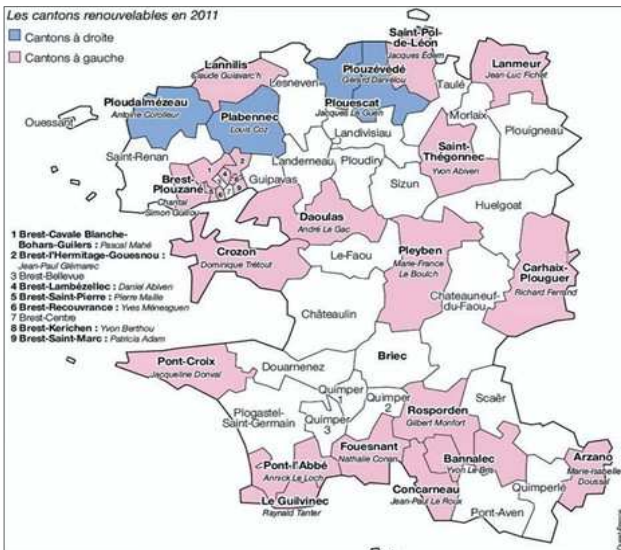 Les cantons renouvelables en 2011
Cantons à droite
Cantons à gauche
Saint-Pol-
de-Léon
Jacques Edern
Lannilis
Claude Guiavarc'h
Lesneven
Plouzévédé
Gérard Daniélou
Lanmeur
Jean-Luc Fichet
Taulé
Ploudalmézeau
Antoine Corolleur
Plabennec
Louis Coz
Plouescat
Jacques Le Guen
Morlaix
Ouessant
Landivisiau
Plouigneau
Saint-Renan
Saint-
Thégonnec
Yvon Abiven
Landerneau
Ploudiry
Brest-
Plouzané
Chantal
Simon Guillou
Guipavas
Sizun
Huelgoat
Daoulas
André Le Gac
1 Brest-Cavale Blanche-
Bohars-Guilers : Pascal Mahé
2 Brest-l'Hermitage-Gouesnou :
Jean-Paul Glémarec
3 Brest-Bellevue
4 Brest-Lambézellec : Daniel Abiven
5 Brest-Saint-Pierre : Pierre Maille
6 Brest-Recouvrance : Yves Méneaguen
7 Brest-Centre
8 Brest-Kerichen : Yvon Berthou
9 Brest-Saint-Marc : Patricia Adam
Crozon
Dominique Trétout
Le-Faou
Pleyben
Marie-France
Le Boulch
Carhaix-
Plouguer
Richard Ferrand
Chateauneuf-
du-Faou
Châteaulin
Briec
Pont-Croix
Jacqueline Donval
Douarnenez
Quimper
1
Quimper
2
Scaër
Plogastel-
Saint-Germain
Quimper
3
Rosporden
Gilbert Monfort
Fouesnant
Nathalie Conan
Bannalec
Yvon Le Bris
Arzano
Marie-Isabelle
Doussal
Pont-l'Abbé
Annick Le Loch
Concarneau
Jean-Paul Le Roux
Quimperlé
Le Guilvinec
Raynald Tanter
Pont-Aven